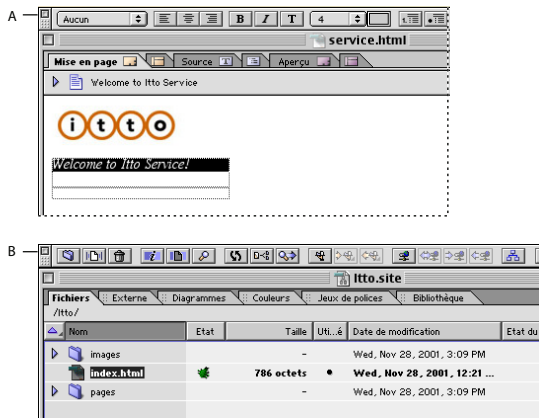 A
Aucun B I T 4
service.html
Mise en page Source Aperçu
Welcome to Itto Service
itto
Welcome to Itto Service!
B
Itto.site
Fichiers Externe Diagrammes Couleurs Jeux de polices Bibliothèque
/Itto/
Nom Etat Taille Uti...é Date de modification Etat du
images - Wed, Nov 28, 2001, 3:09 PM
index.html 786 octets • Wed, Nov 28, 2001, 12:21 ...
pages - Wed, Nov 28, 2001, 3:09 PM